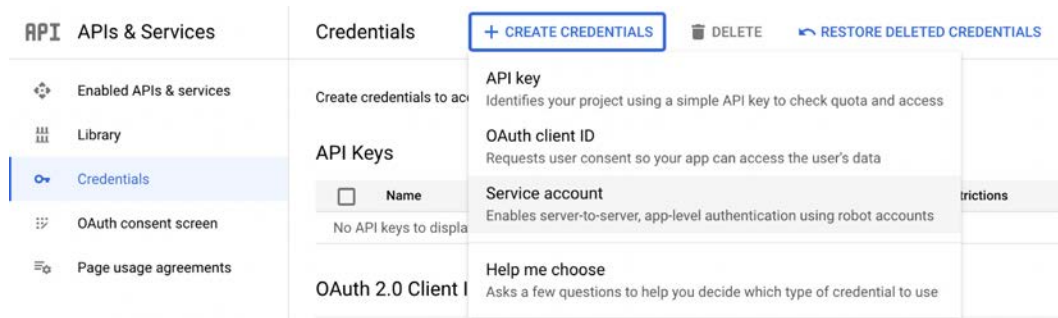 API APIs & Services
Enabled APIs & services
Library
Credentials
OAuth consent screen
Page usage agreements
Credentials
+ CREATE CREDENTIALS
DELETE
RESTORE DELETED CREDENTIALS
Create credentials to
API Keys
Name
No API keys to
OAuth 2.0 Client
API key
Identifies your project using a simple API key to check quota and access
OAuth client ID
Requests user consent so your app can access the user's data
Service account
Enables server-to-server, app-level authentication using robot accounts
Help me choose
Asks a few questions to help you decide which type of credential to use